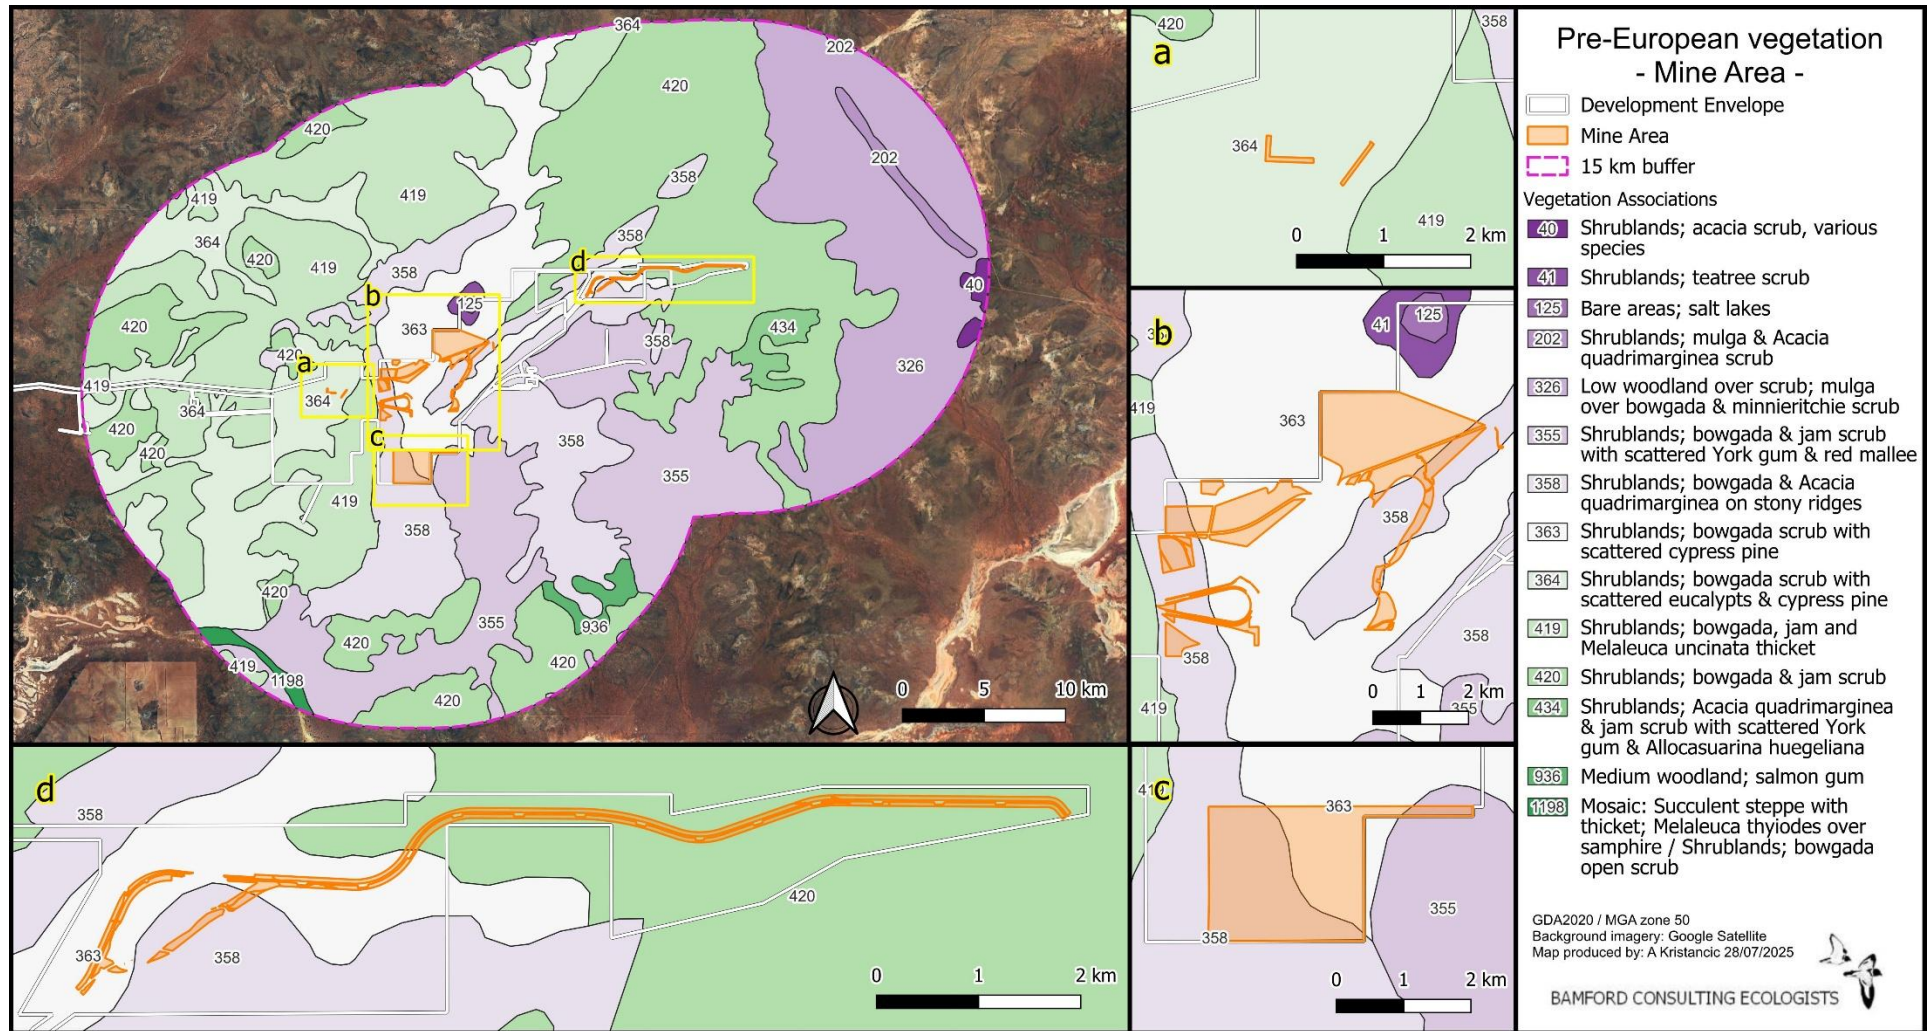 364
202
420
420
202
358
419
419
364
420
419
358
358
d
b
125
40
363
420
434
358
420
a
326
419
364
364
420
420
c
358
355
419
358
420
420
355
936
420
419
1198
420
0 5 10 km
420
358
a
364
419
0 1 2 km
b
41
125
358
419
363
358
358
358
419
355
0 1 2 km
d
358
420
363
358
0 1 2 km
c
419
363
355
358
0 1 2 km
Pre-European vegetation
- Mine Area -
Development Envelope
Mine Area
15 km buffer
Vegetation Associations
40 Shrublands; acacia scrub, various
species
41 Shrublands; teatree scrub
125 Bare areas; salt lakes
202 Shrublands; mulga & Acacia
quadrimarginea scrub
326 Low woodland over scrub; mulga
over bowgada & minnieritchie scrub
355 Shrublands; bowgada & jam scrub
with scattered York gum & red mallee
358 Shrublands; bowgada & Acacia
quadrimarginea on stony ridges
363 Shrublands; bowgada scrub with
scattered cypress pine
364 Shrublands; bowgada scrub with
scattered eucalypts & cypress pine
419 Shrublands; bowgada, jam and
Melaleuca uncinata thicket
420 Shrublands; bowgada & jam scrub
434 Shrublands; Acacia quadrimarginea
& jam scrub with scattered York
gum & Allocasuarina huegeliana
936 Medium woodland; salmon gum
1198 Mosaic: Succulent steppe with
thicket; Melaleuca thyiodes over
samphire / Shrublands; bowgada
open scrub
GDA2020 / MGA zone 50
Background imagery: Google Satellite
Map produced by: A Kristancic 28/07/2025
BAMFORD CONSULTING ECOLOGISTS